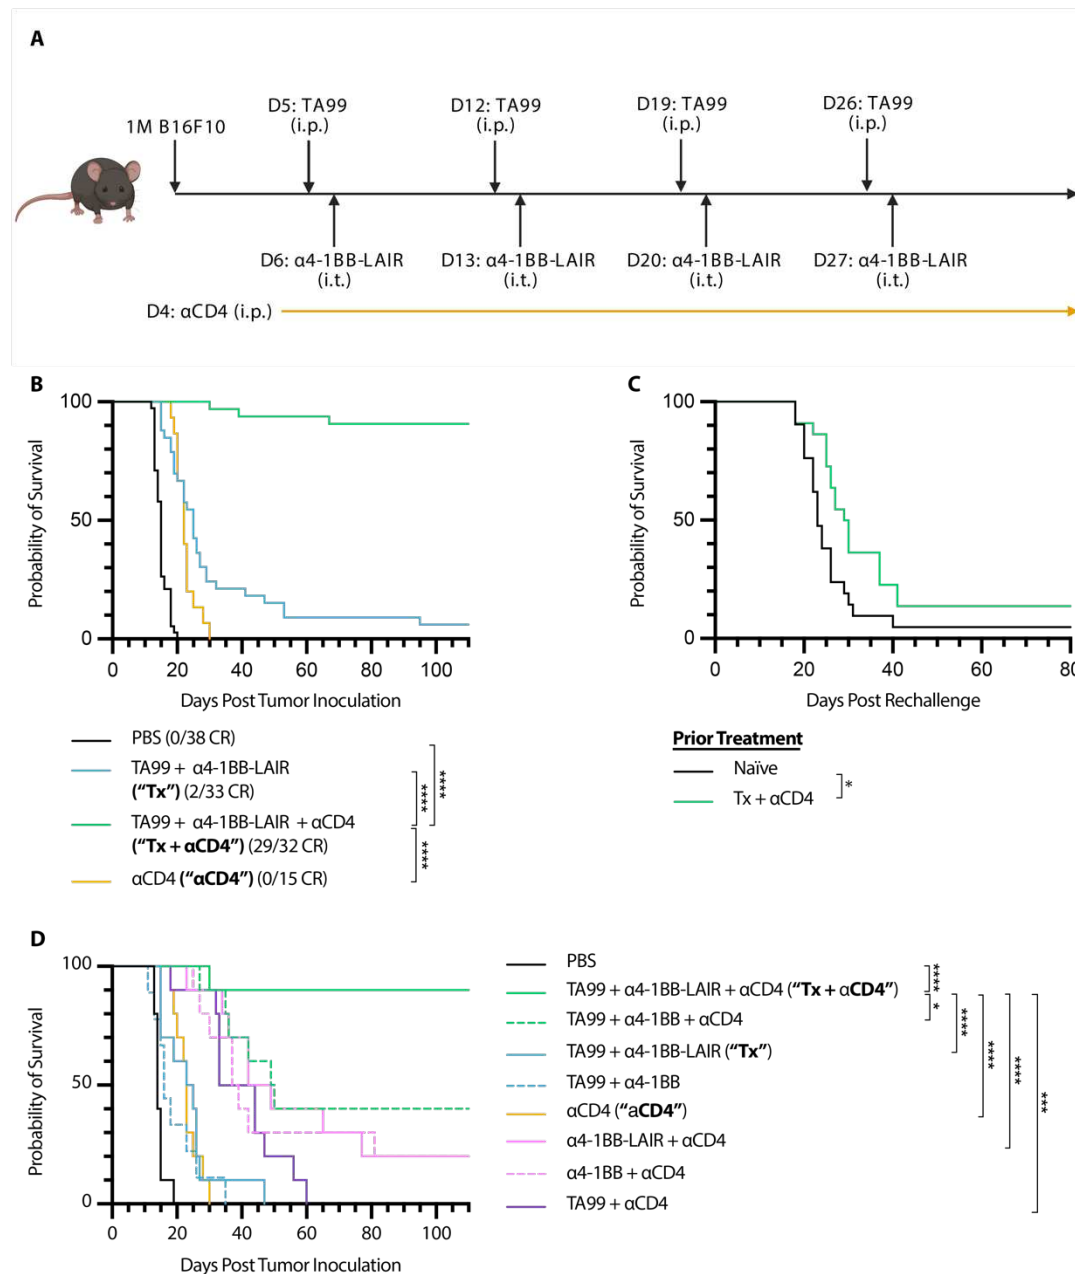 A
1M B16F10
D5: TA99
(i.p.)
D12: TA99
(i.p.)
D19: TA99
(i.p.)
D26: TA99
(i.p.)
D6: α4-1BB-LAIR
(i.t.)
D13: α4-1BB-LAIR
(i.t.)
D20: α4-1BB-LAIR
(i.t.)
D27: α4-1BB-LAIR
(i.t.)
D4: αCD4 (i.p.)
B
Probability of Survival
100
50
0
0 20 40 60 80 100
Days Post Tumor Inoculation
PBS (0/38 CR)
TA99 + α4-1BB-LAIR
(“Tx”) (2/33 CR)
TA99 + α4-1BB-LAIR + αCD4
(“Tx + αCD4”) (29/32 CR)
αCD4 (“αCD4”) (0/15 CR)
****
****
****
C
Probability of Survival
100
50
0
0 20 40 60 80
Days Post Rechallenge
Prior Treatment
Naïve
Tx + αCD4
*
D
Probability of Survival
100
50
0
0 20 40 60 80 100
Days Post Tumor Inoculation
PBS
TA99 + α4-1BB-LAIR + αCD4 (“Tx + αCD4”)
TA99 + α4-1BB + αCD4
TA99 + α4-1BB-LAIR (“Tx”)
TA99 + α4-1BB
αCD4 (“aCD4”)
α4-1BB-LAIR + αCD4
α4-1BB + αCD4
TA99 + αCD4
****
*
****
****
****
***